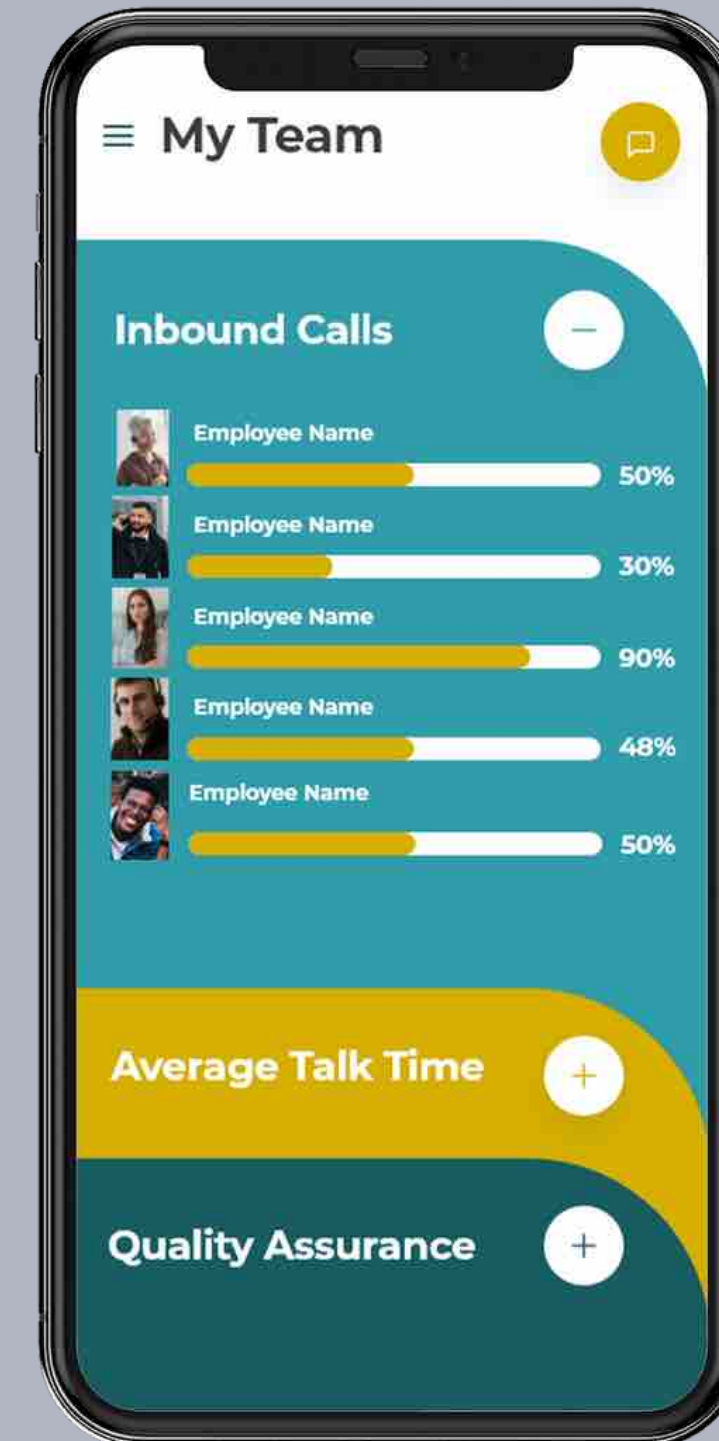 My Team
Inbound Calls
Employee Name
50%
Employee Name
30%
Employee Name
90%
Employee Name
48%
Employee Name
50%
Average Talk Time
Quality Assurance